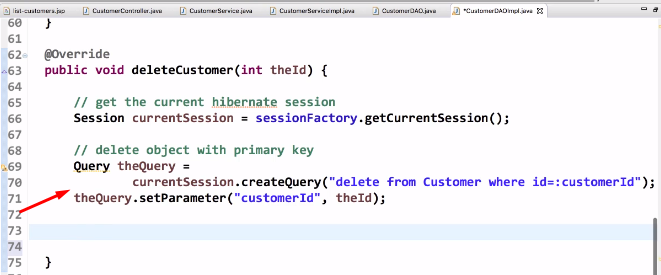 list-customers.jsp CustomerController.java CustomerService.java CustomerServiceImpl.java CustomerDAO.java *CustomerDAOImpl.java
60 }
61
62 @Override
63 public void deleteCustomer(int theId) {
64
65 // get the current hibernate session
66 Session currentSession = sessionFactory.getCurrentSession();
67
68 // delete object with primary key
69 Query theQuery =
70 currentSession.createQuery("delete from Customer where id=:customerId");
71 theQuery.setParameter("customerId", theId);
72
73
74
75 }